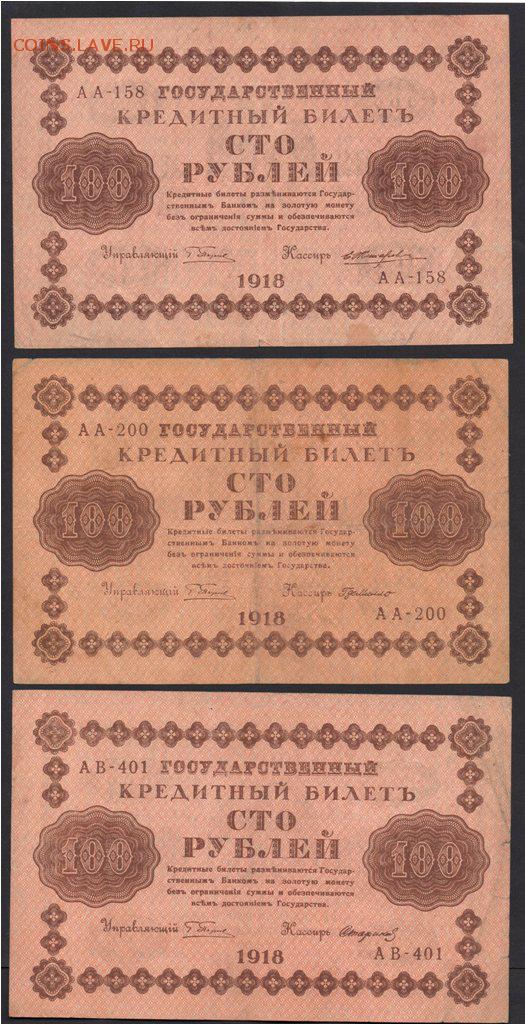 COINS.LAVE.RU
АА-158 ГОСУДАРСТВЕННЫЙ
КРЕДИТНЫЙ БИЛЕТЪ
СТО
100 РУБЛЕЙ 100
Кредитные билеты размѣниваются Государ-
ственнымъ Банкомъ на золотую монету
безъ ограниченія суммы и обезпечиваются
всѣмъ достояніемъ Государства.
Управляющій Кассиръ
1918
АА-158
АА-200 ГОСУДАРСТВЕННЫЙ
КРЕДИТНЫЙ БИЛЕТЪ
СТО
100 РУБЛЕЙ 100
Кредитные билеты размѣниваются Государ-
ственнымъ Банкомъ на золотую монету
безъ ограниченія суммы и обезпечиваются
всѣмъ достояніемъ Государства.
Управляющій Кассиръ
1918
АА-200
АВ-401 ГОСУДАРСТВЕННЫЙ
КРЕДИТНЫЙ БИЛЕТЪ
СТО
100 РУБЛЕЙ 100
Кредитные билеты размѣниваются Государ-
ственнымъ Банкомъ на золотую монету
безъ ограниченія суммы и обезпечиваются
всѣмъ достояніемъ Государства.
Управляющій Кассиръ
1918
АВ-401